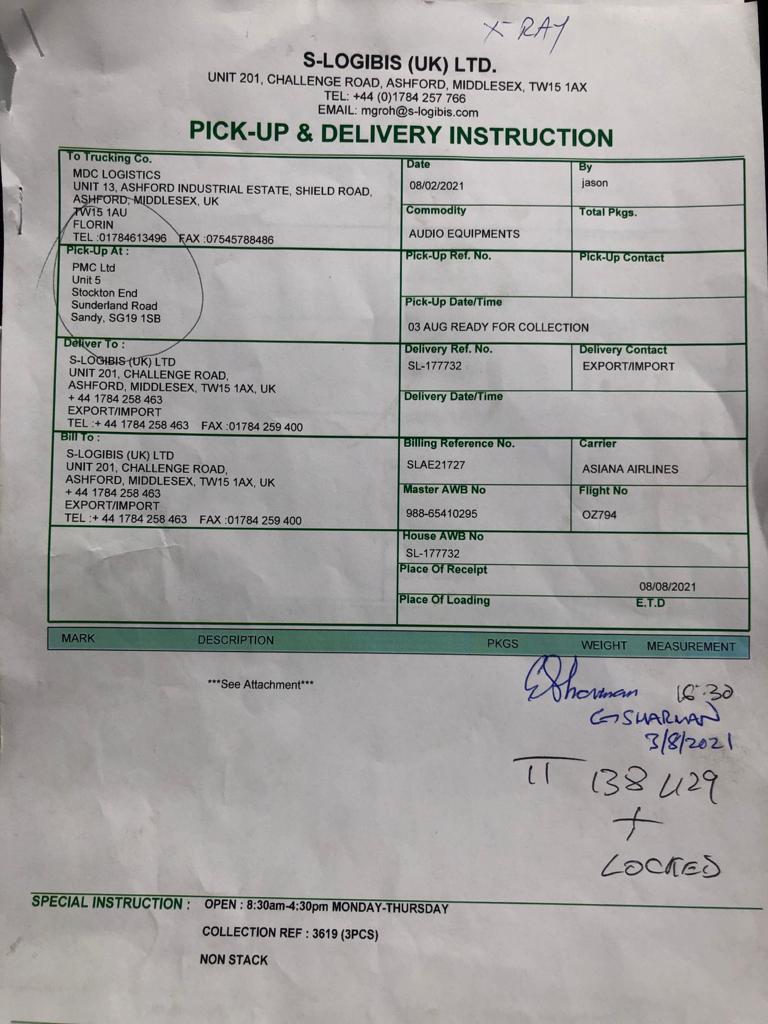 X-RAY
S-LOGIBIS (UK) LTD.
UNIT 201, CHALLENGE ROAD, ASHFORD, MIDDLESEX, TW15 1AX
TEL: +44 (0)1784 257 766
EMAIL: mgroh@s-logibis.com
PICK-UP & DELIVERY INSTRUCTION
To Trucking Co.
MDC LOGISTICS
UNIT 13, ASHFORD INDUSTRIAL ESTATE, SHIELD ROAD,
ASHFORD, MIDDLESEX, UK
TW15 1AU
FLORIN
TEL :01784613496 FAX :07545788486
Date
08/02/2021
By
jason
Commodity
AUDIO EQUIPMENTS
Total Pkgs.
Pick-Up At :
PMC Ltd
Unit 5
Stockton End
Sunderland Road
Sandy, SG19 1SB
Pick-Up Ref. No.
Pick-Up Contact
Pick-Up Date/Time
03 AUG READY FOR COLLECTION
Deliver To :
S-LOGIBIS (UK) LTD
UNIT 201, CHALLENGE ROAD,
ASHFORD, MIDDLESEX, TW15 1AX, UK
+ 44 1784 258 463
EXPORT/IMPORT
TEL :+ 44 1784 258 463 FAX :01784 259 400
Delivery Ref. No.
SL-177732
Delivery Contact
EXPORT/IMPORT
Delivery Date/Time
Bill To :
S-LOGIBIS (UK) LTD
UNIT 201, CHALLENGE ROAD,
ASHFORD, MIDDLESEX, TW15 1AX, UK
+ 44 1784 258 463
EXPORT/IMPORT
TEL :+ 44 1784 258 463 FAX :01784 259 400
Billing Reference No.
SLAE21727
Carrier
ASIANA AIRLINES
Master AWB No
988-65410295
Flight No
OZ794
House AWB No
SL-177732
Place Of Receipt
08/08/2021
Place Of Loading
E.T.D
MARK DESCRIPTION PKGS WEIGHT MEASUREMENT
***See Attachment***
16:30
G SHARMAN
3/8/2021
138 429
+
LOCKED
SPECIAL INSTRUCTION : OPEN : 8:30am-4:30pm MONDAY-THURSDAY
COLLECTION REF : 3619 (3PCS)
NON STACK